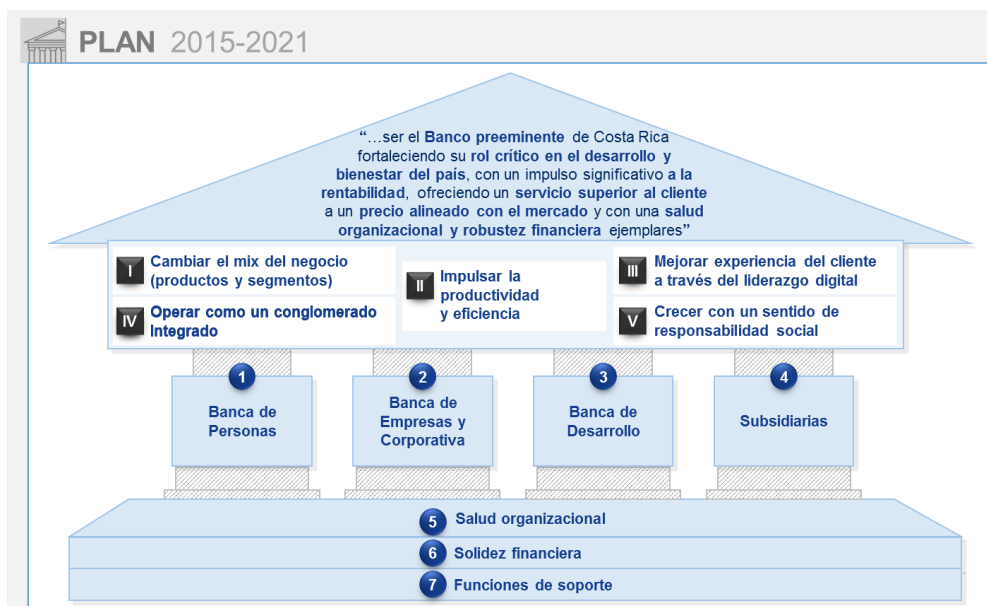 PLAN 2015-2021
“…ser el Banco preeminente de Costa Rica
fortaleciendo su rol crítico en el desarrollo y
bienestar del país, con un impulso significativo a la
rentabilidad, ofreciendo un servicio superior al cliente
a un precio alineado con el mercado y con una salud
organizacional y robustez financiera ejemplares”
I
Cambiar el mix del negocio
(productos y segmentos)
II
Impulsar la
productividad
y eficiencia
III
Mejorar experiencia del cliente
a través del liderazgo digital
IV
Operar como un conglomerado
Integrado
V
Crecer con un sentido de
responsabilidad social
1
Banca de
Personas
2
Banca de
Empresas y
Corporativa
3
Banca de
Desarrollo
4
Subsidiarias
5 Salud organizacional
6 Solidez financiera
7 Funciones de soporte